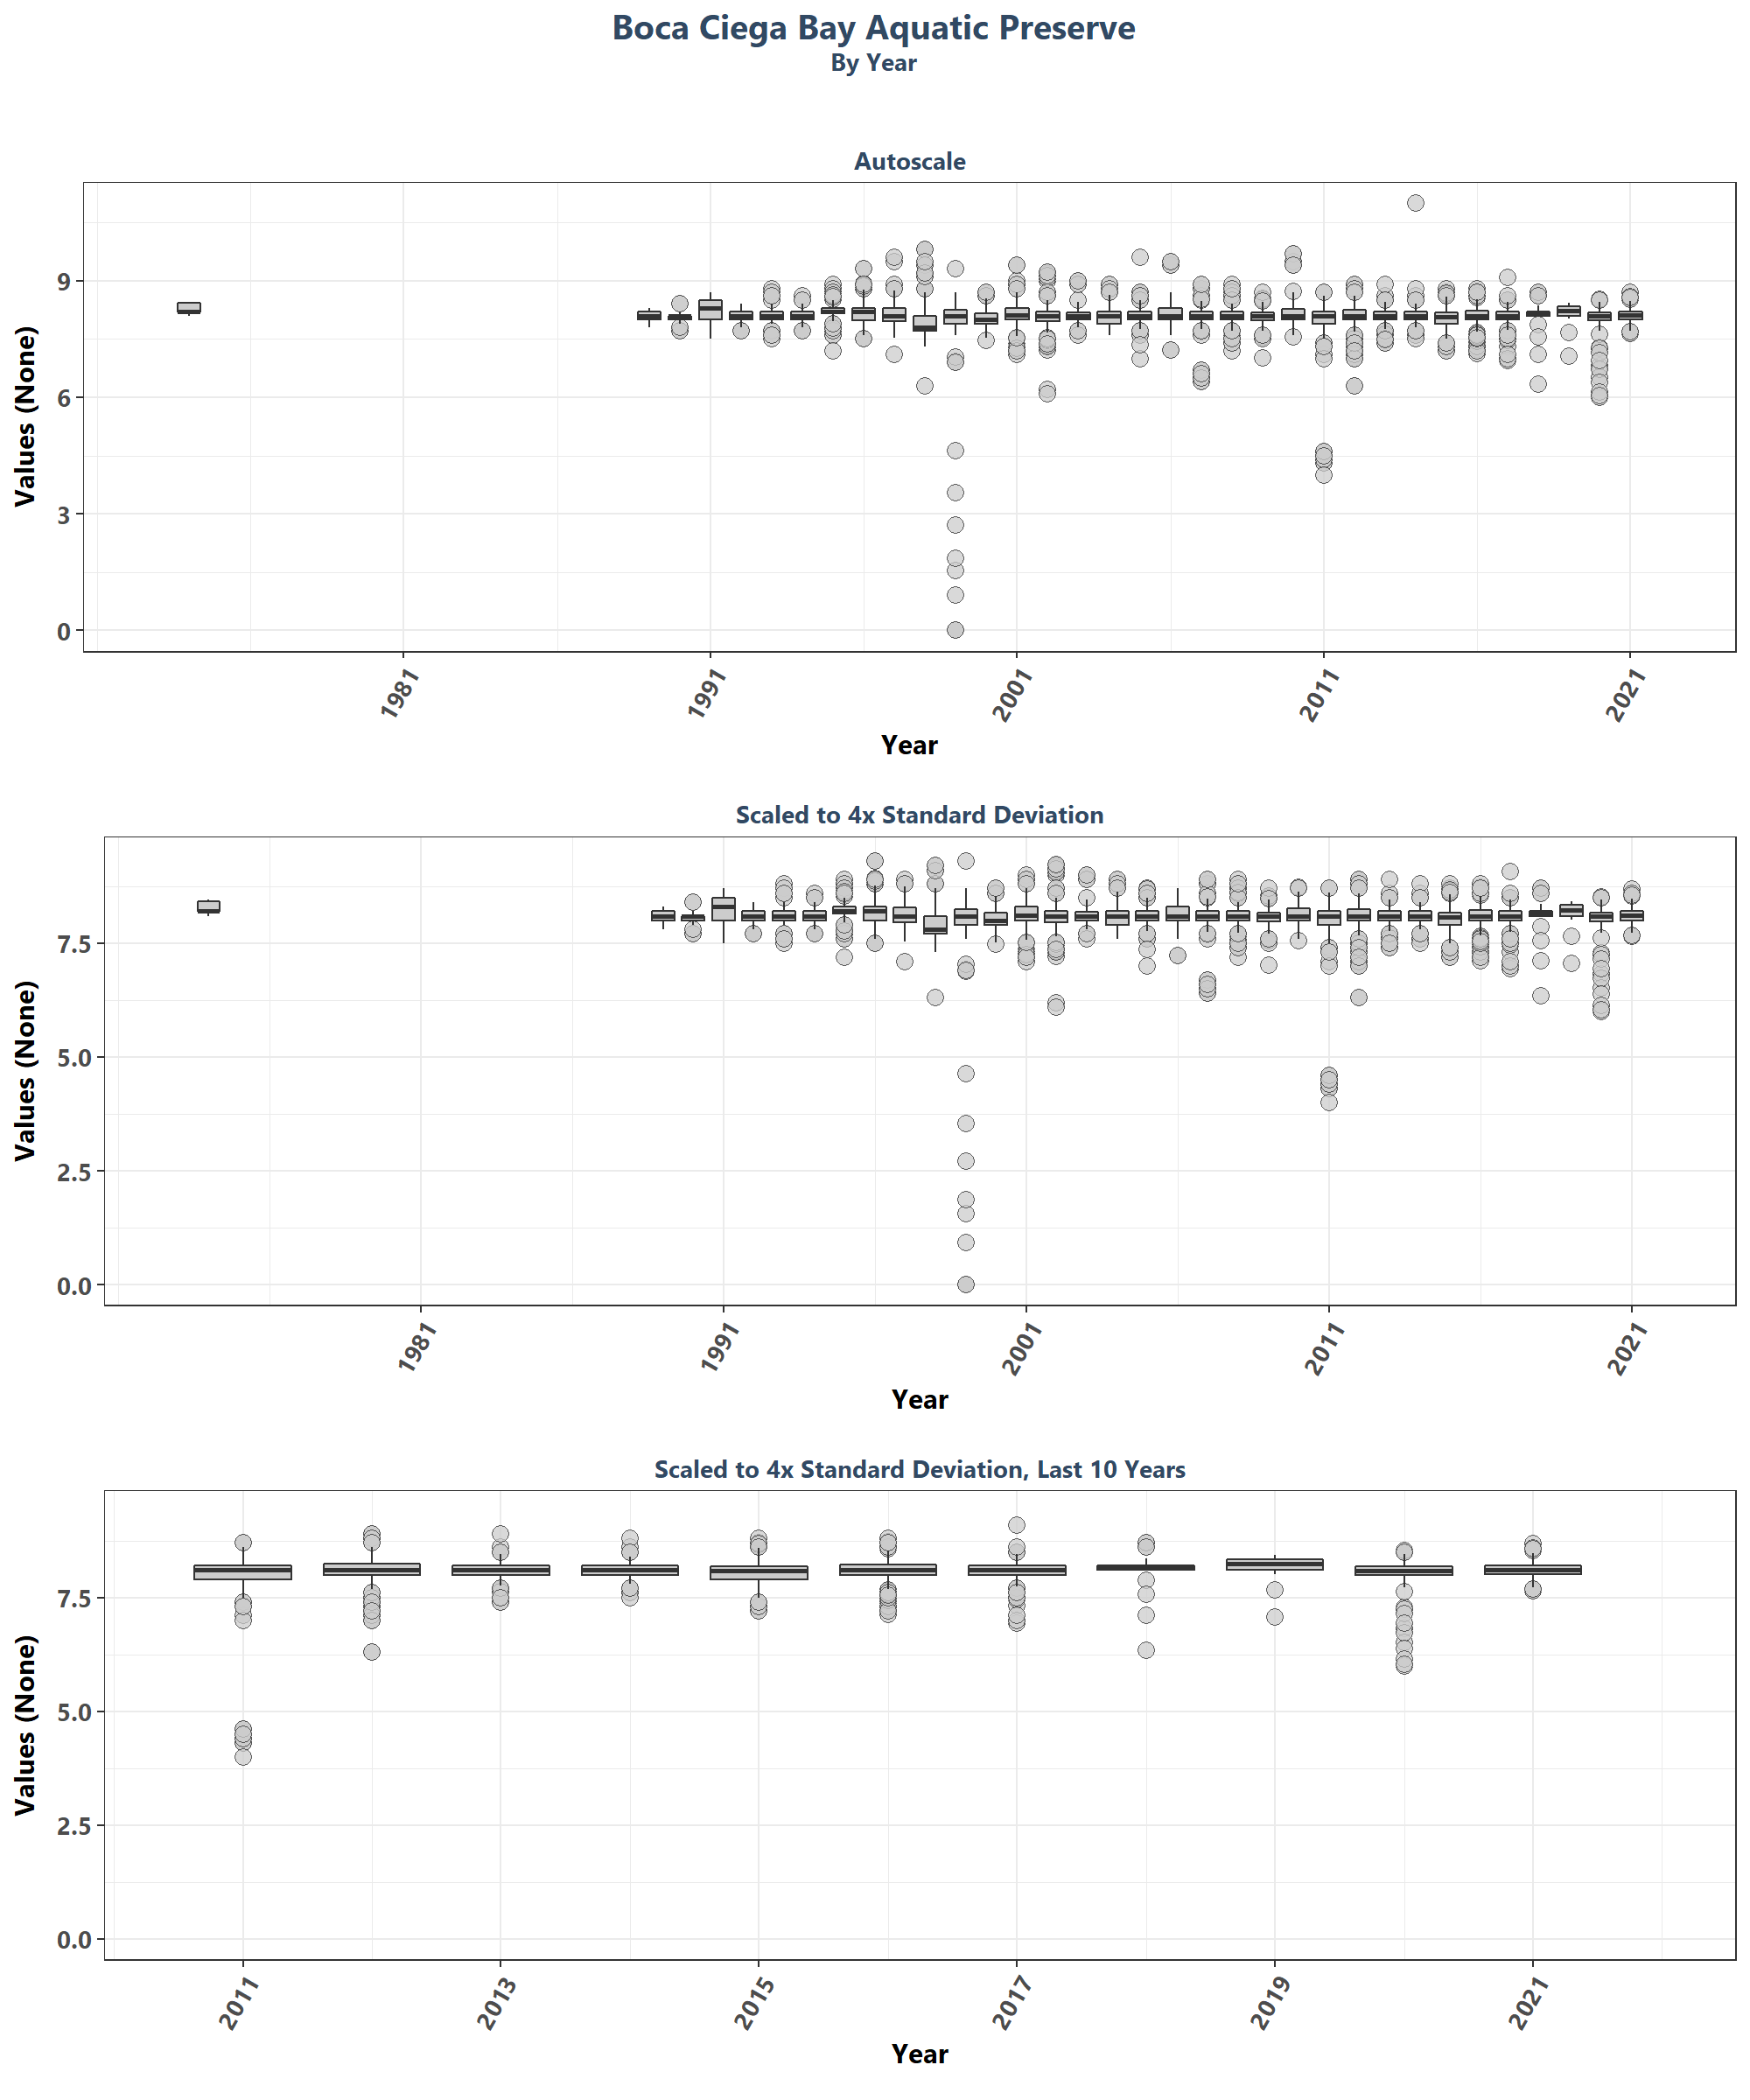 Boca Ciega Bay Aquatic Preserve
By Year
Autoscale
Values (None)
9
6
3
0
1981
1991
2001
2011
2021
Year
Scaled to 4x Standard Deviation
Values (None)
7.5
5.0
2.5
0.0
1981
1991
2001
2011
2021
Year
Scaled to 4x Standard Deviation, Last 10 Years
Values (None)
7.5
5.0
2.5
0.0
2011
2013
2015
2017
2019
2021
Year